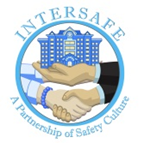 INTERSAFE
A Partnership of Safety Culture